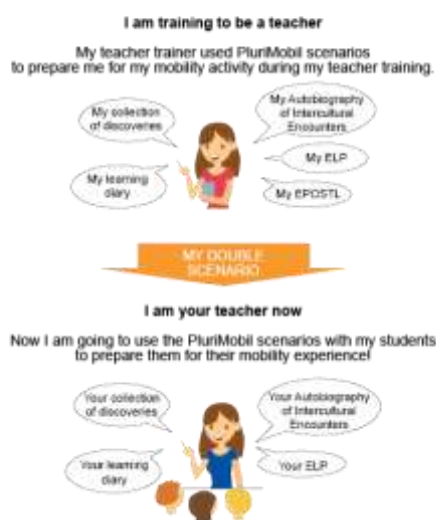 I am training to be a teacher
My teacher trainer used PluriMobil scenarios
to prepare me for my mobility activity during my teacher training.
My collection
of discoveries
My Autobiography
of Intercultural
Encounters
My ELP
My learning
diary
My EPOSTL
MY DOUBLE
SCENARIO
I am your teacher now
Now I am going to use the PluriMobil scenarios with my students
to prepare them for their mobility experience!
Your collection
of discoveries
Your Autobiography
of Intercultural
Encounters
Your learning
diary
Your ELP